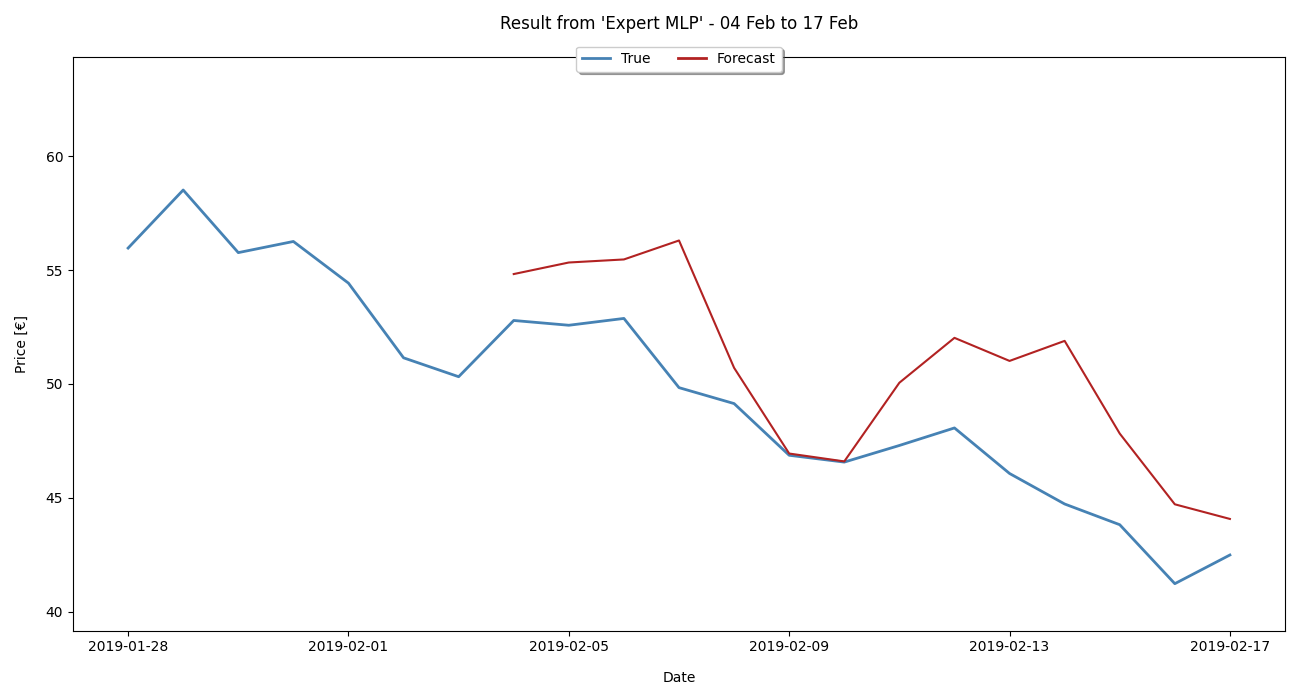 Result from 'Expert MLP' - 04 Feb to 17 Feb
True Forecast
60
55
50
45
40
Price [€]
2019-01-28 2019-02-01 2019-02-05 2019-02-09 2019-02-13 2019-02-17
Date